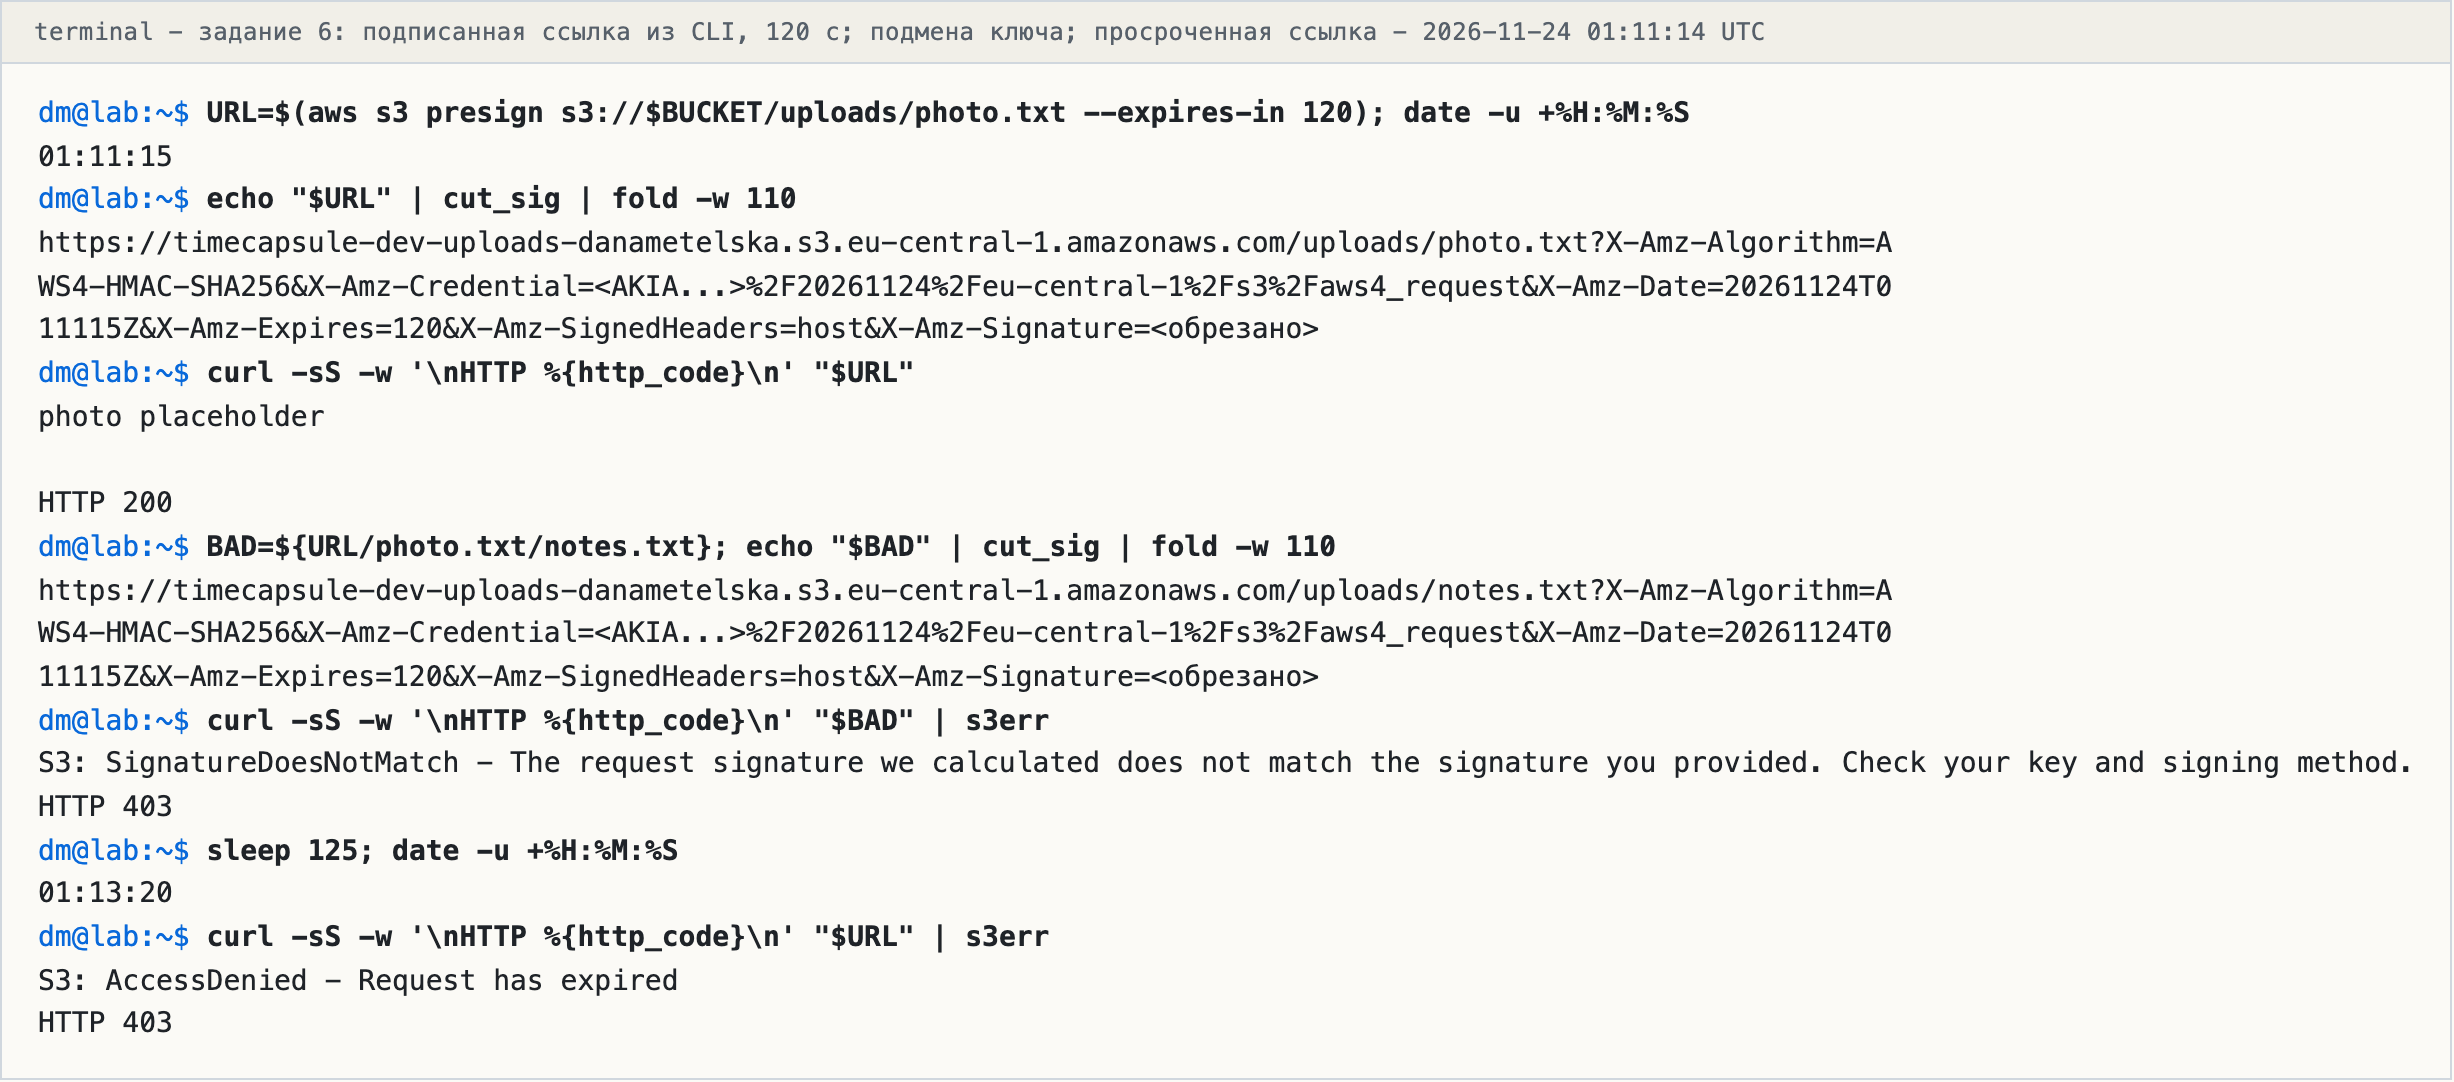 terminal — задание 6: подписанная ссылка из CLI, 120 с; подмена ключа; просроченная ссылка — 2026-11-24 01:11:14 UTC
dm@lab:~$ URL=$(aws s3 presign s3://$BUCKET/uploads/photo.txt --expires-in 120); date -u +%H:%M:%S
01:11:15
dm@lab:~$ echo "$URL" | cut_sig | fold -w 110
https://timecapsule-dev-uploads-danametelska.s3.eu-central-1.amazonaws.com/uploads/photo.txt?X-Amz-Algorithm=A
WS4-HMAC-SHA256&X-Amz-Credential=<AKIA...>%2F20261124%2Feu-central-1%2Fs3%2Faws4_request&X-Amz-Date=20261124T0
11115Z&X-Amz-Expires=120&X-Amz-SignedHeaders=host&X-Amz-Signature=<обрезано>
dm@lab:~$ curl -sS -w '\nHTTP %{http_code}\n' "$URL"
photo placeholder
HTTP 200
dm@lab:~$ BAD=${URL/photo.txt/notes.txt}; echo "$BAD" | cut_sig | fold -w 110
https://timecapsule-dev-uploads-danametelska.s3.eu-central-1.amazonaws.com/uploads/notes.txt?X-Amz-Algorithm=A
WS4-HMAC-SHA256&X-Amz-Credential=<AKIA...>%2F20261124%2Feu-central-1%2Fs3%2Faws4_request&X-Amz-Date=20261124T0
11115Z&X-Amz-Expires=120&X-Amz-SignedHeaders=host&X-Amz-Signature=<обрезано>
dm@lab:~$ curl -sS -w '\nHTTP %{http_code}\n' "$BAD" | s3err
S3: SignatureDoesNotMatch — The request signature we calculated does not match the signature you provided. Check your key and signing method.
HTTP 403
dm@lab:~$ sleep 125; date -u +%H:%M:%S
01:13:20
dm@lab:~$ curl -sS -w '\nHTTP %{http_code}\n' "$URL" | s3err
S3: AccessDenied — Request has expired
HTTP 403